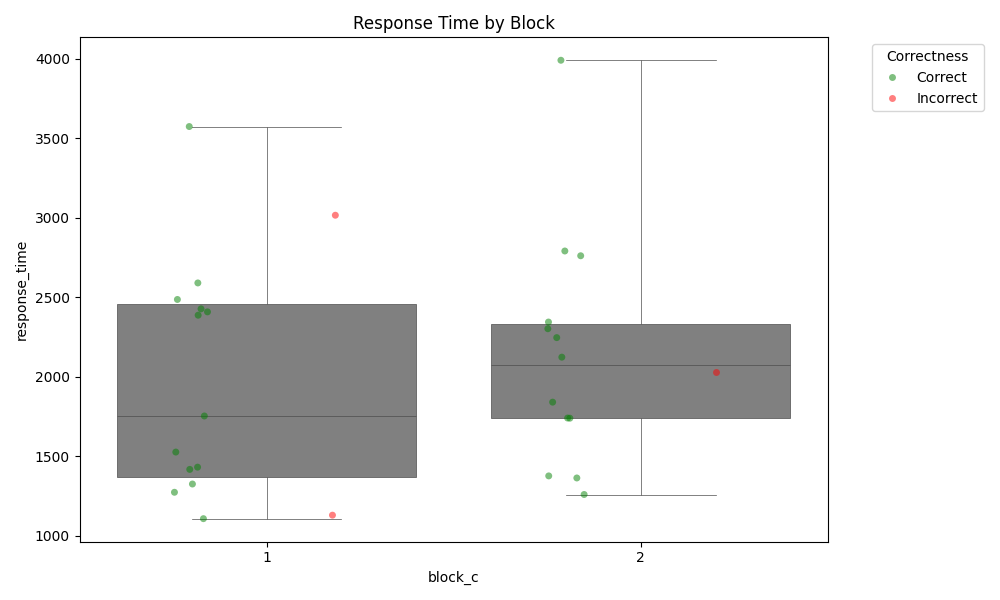 Response Time by Block
Correctness
Correct
Incorrect
response_time
4000
3500
3000
2500
2000
1500
1000
1
2
block_c